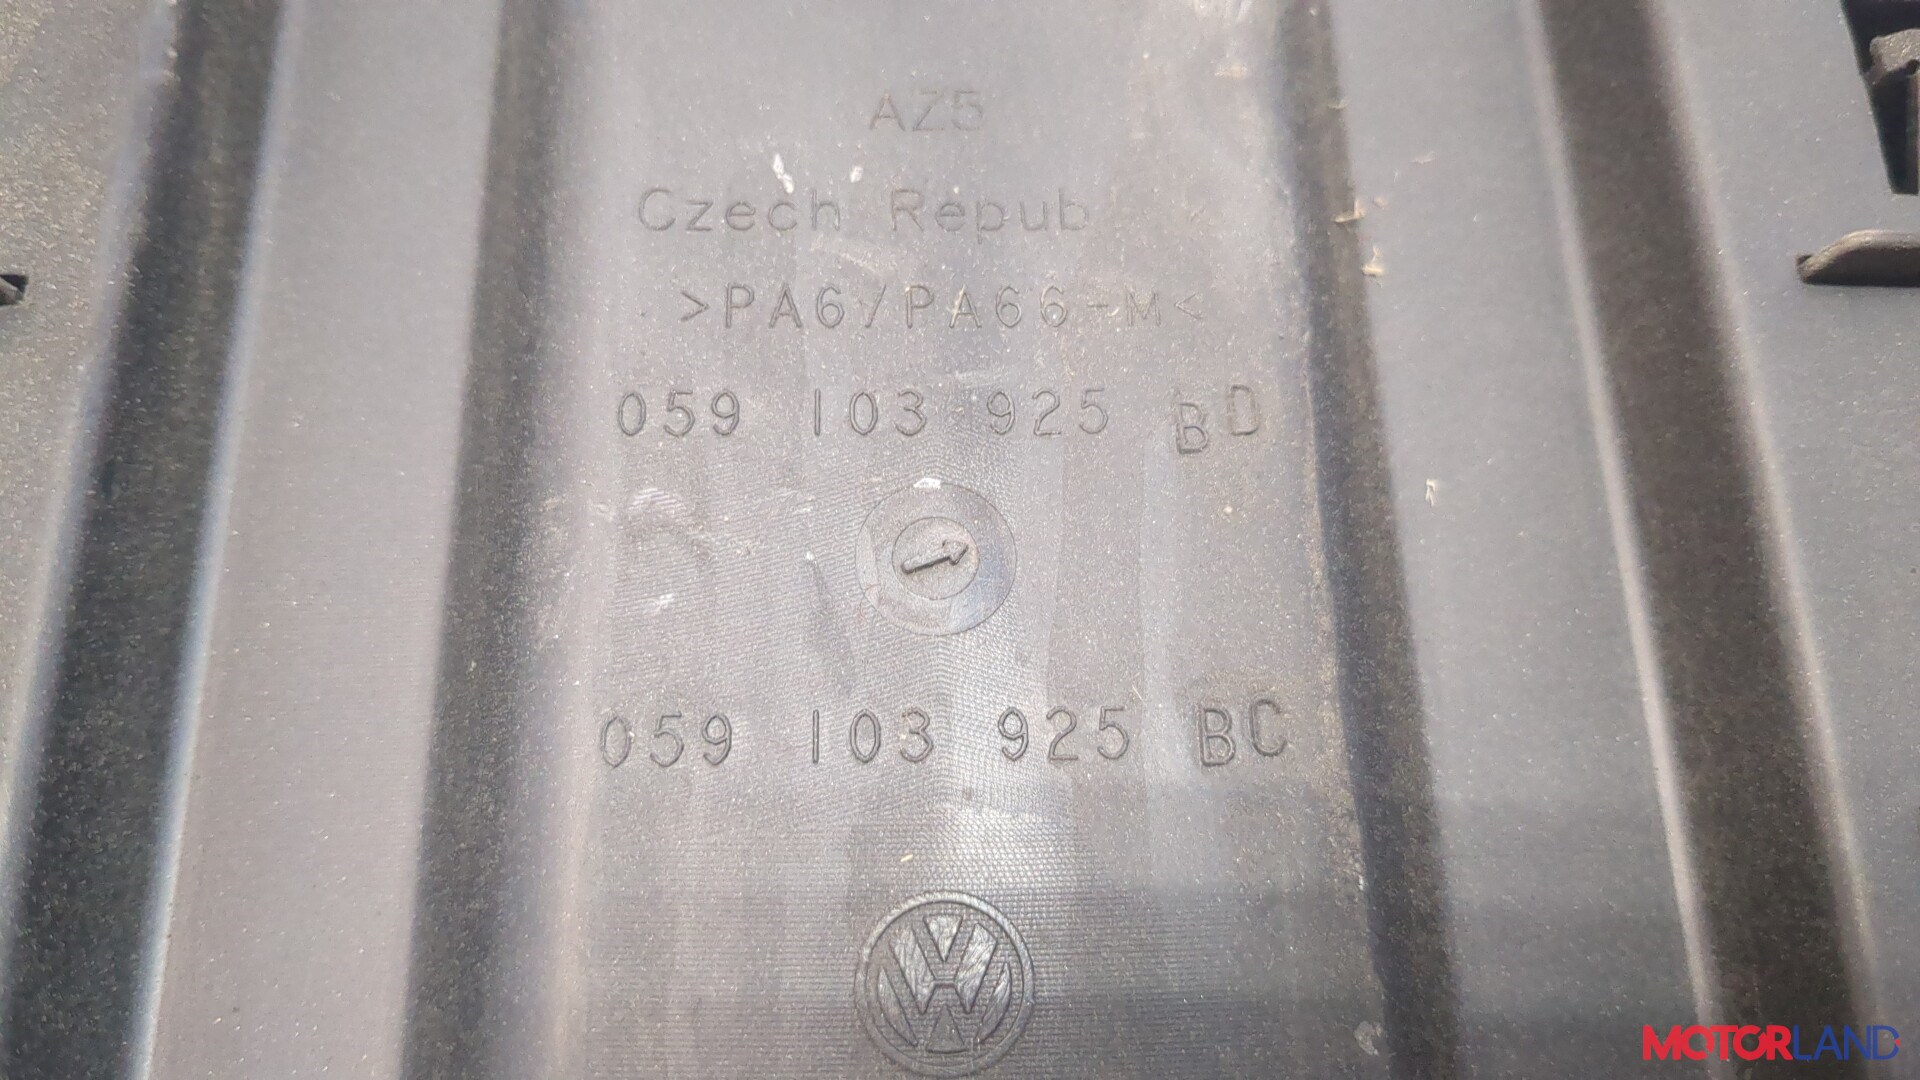 AZ5
Czech Repub
>PA6/PA66-M<
059 103 925 BD
059 103 925 BC
MOTORLAND